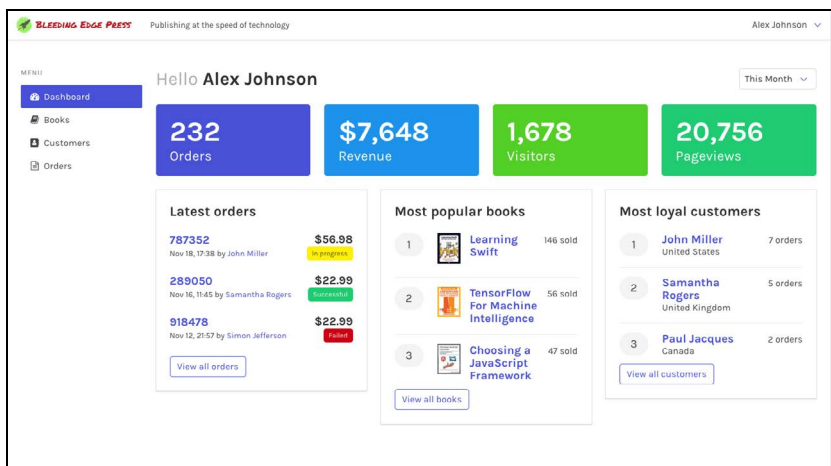 BLEEDING EDGE PRESS
Publishing at the speed of technology
Alex Johnson
MENU
Dashboard
Books
Customers
Orders
Hello Alex Johnson
This Month
232
Orders
$7,648
Revenue
1,678
Visitors
20,756
Pageviews
Latest orders
787352
$56.98
Nov 18, 17:38 by John Miller
In progress
289050
$22.99
Nov 16, 11:45 by Samantha Rogers
Successful
918478
$22.99
Nov 12, 21:57 by Simon Jefferson
Failed
View all orders
Most popular books
1
Learning
Swift
146 sold
2
TensorFlow
For Machine
Intelligence
56 sold
3
Choosing a
JavaScript
Framework
47 sold
View all books
Most loyal customers
1
John Miller
United States
7 orders
2
Samantha
Rogers
United Kingdom
5 orders
3
Paul Jacques
Canada
2 orders
View all customers